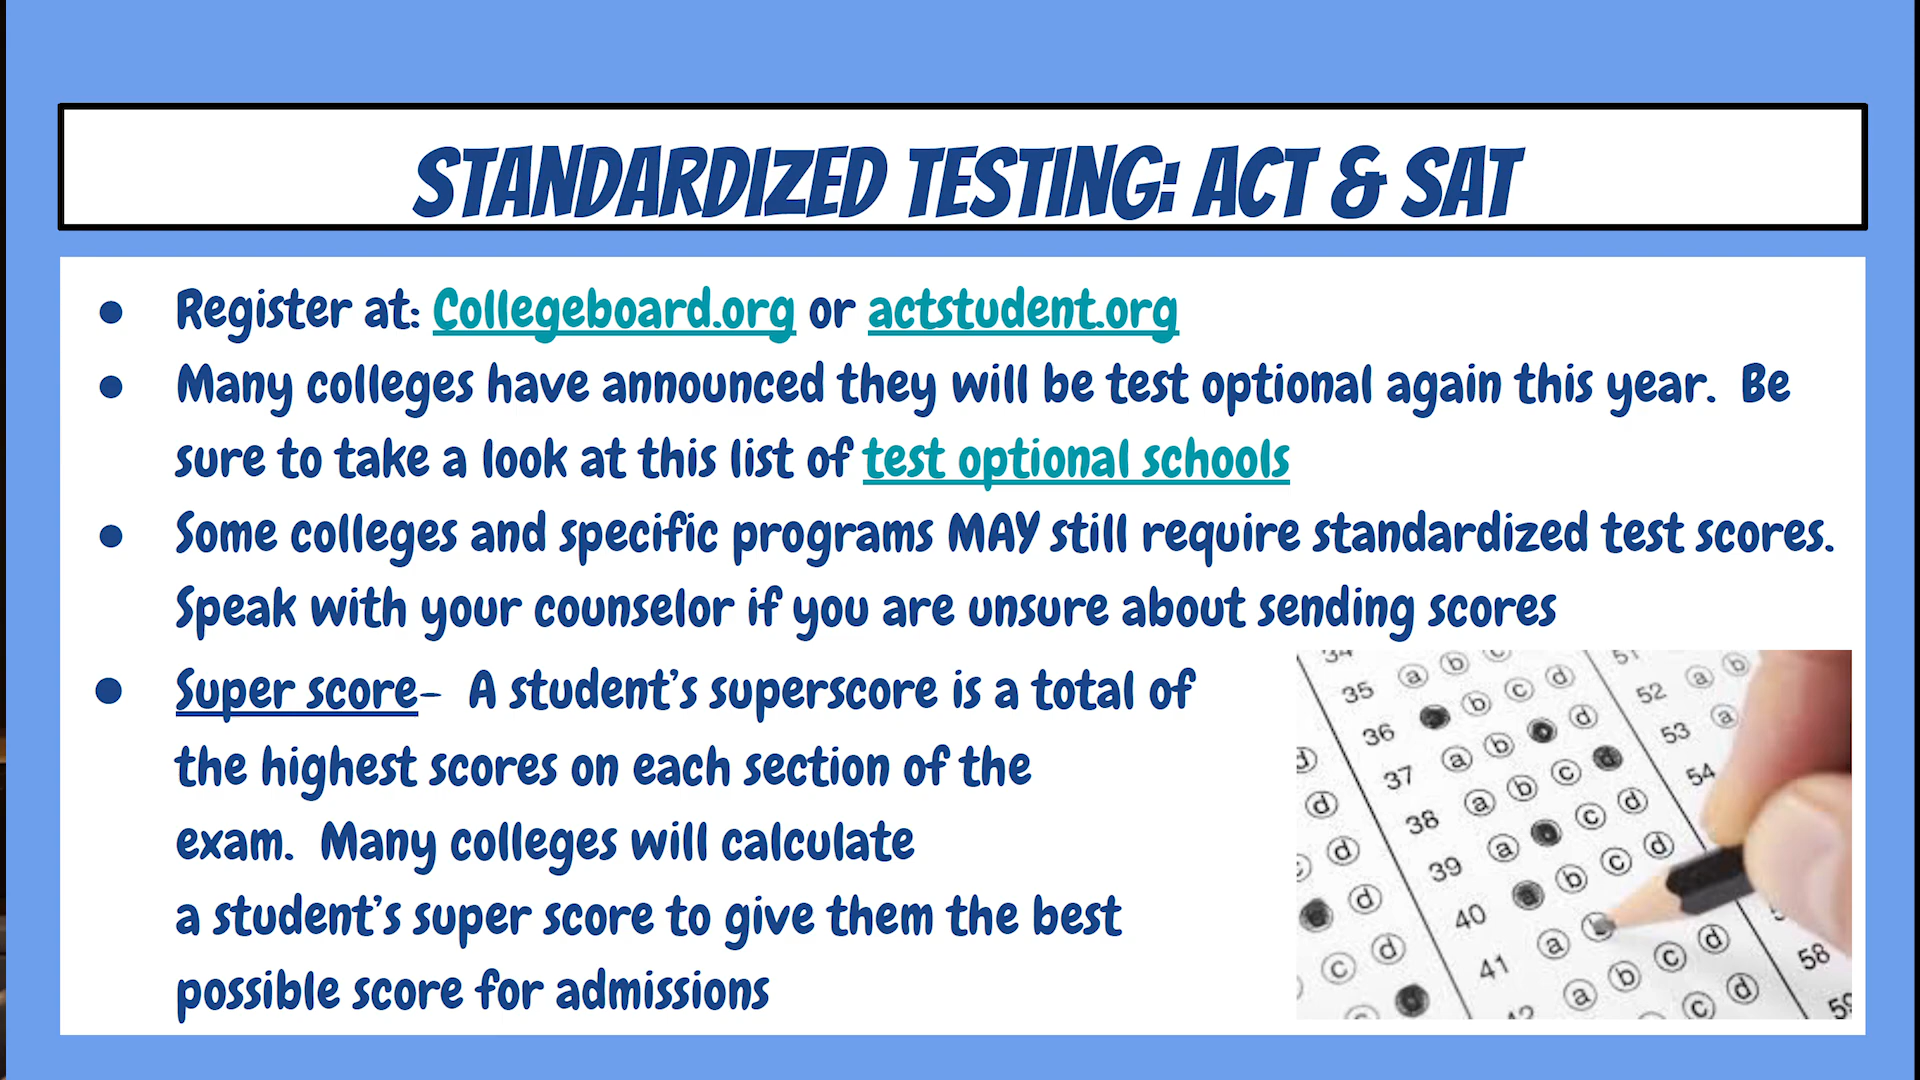 STANDARDIZED TESTING: ACT & SAT
● Register at: Collegeboard.org or actstudent.org
● Many colleges have announced they will be test optional again this year.  Be
sure to take a look at this list of test optional schools
● Some colleges and specific programs MAY still require standardized test scores.
Speak with your counselor if you are unsure about sending scores
● Super score-  A student's superscore is a total of
the highest scores on each section of the
exam.  Many colleges will calculate
a student's super score to give them the best
possible score for admissions
35 a b c d
36 b c d
37 a b d
38 a b c d
39 a c d
40 b c d
41 a b c d
52 a b
53 a
54
58